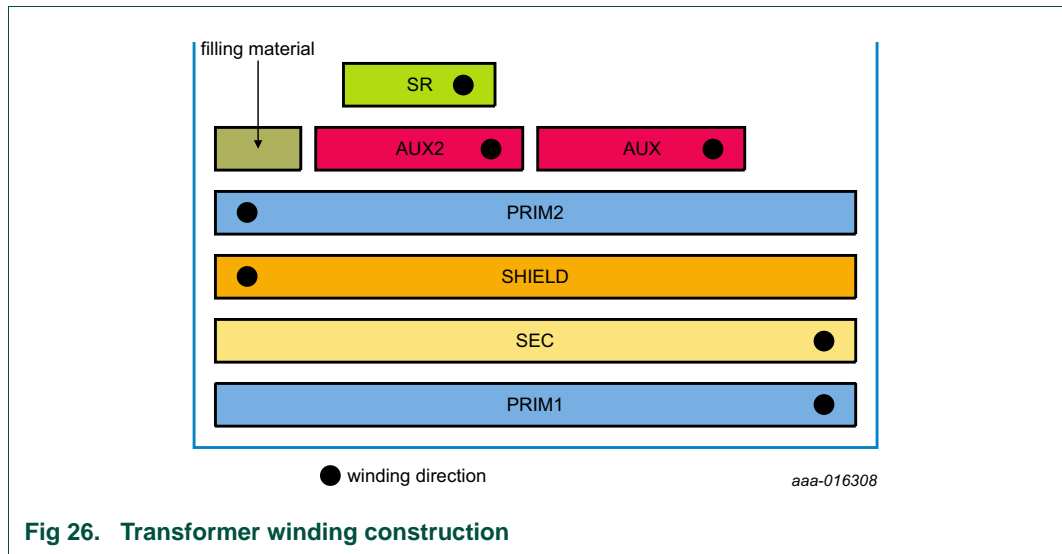 filling material
SR
AUX2
AUX
PRIM2
SHIELD
SEC
PRIM1
winding direction
aaa-016308
Fig 26. Transformer winding construction